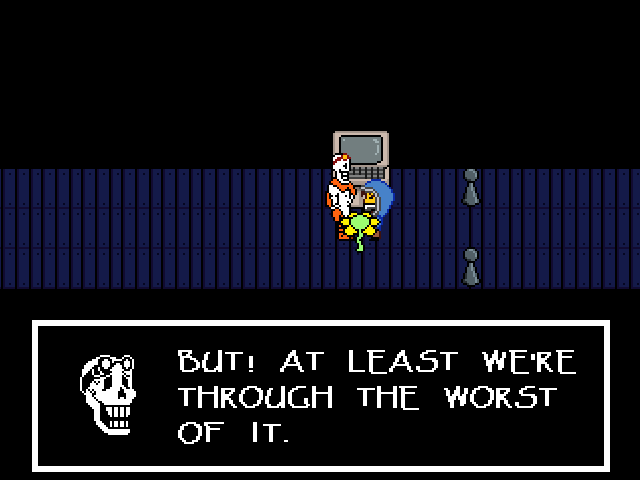 BUT! AT LEAST WE'RE
THROUGH THE WORST
OF IT.